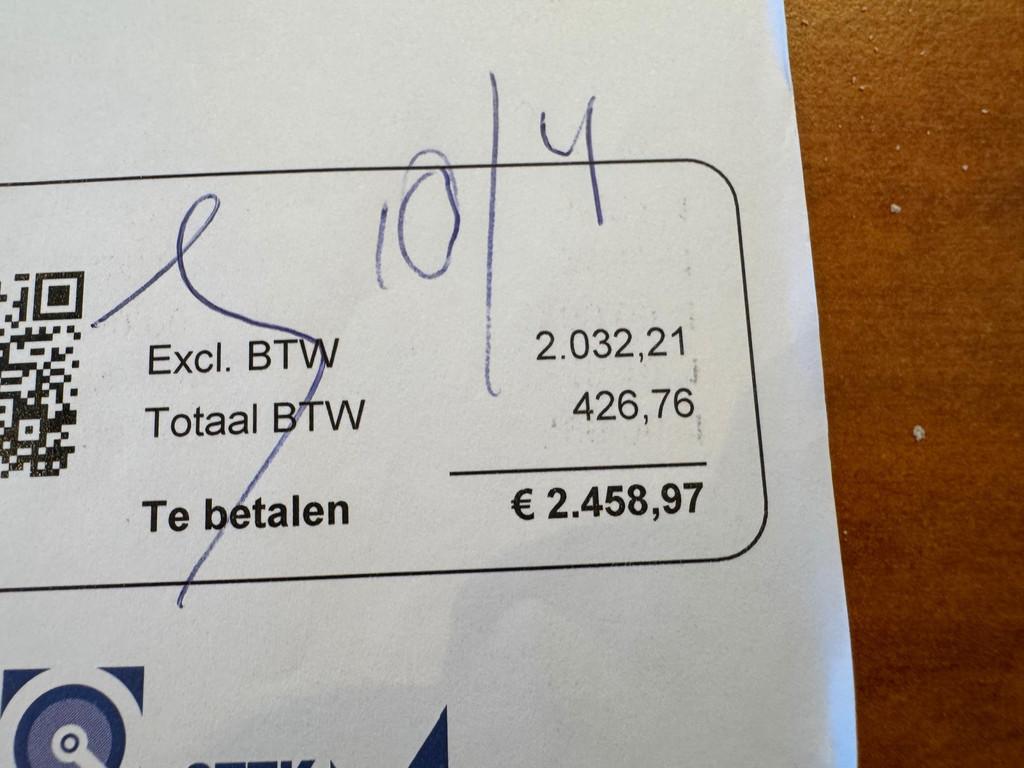 10/4
Excl. BTW 2.032,21
Totaal BTW 426,76
Te betalen € 2.458,97